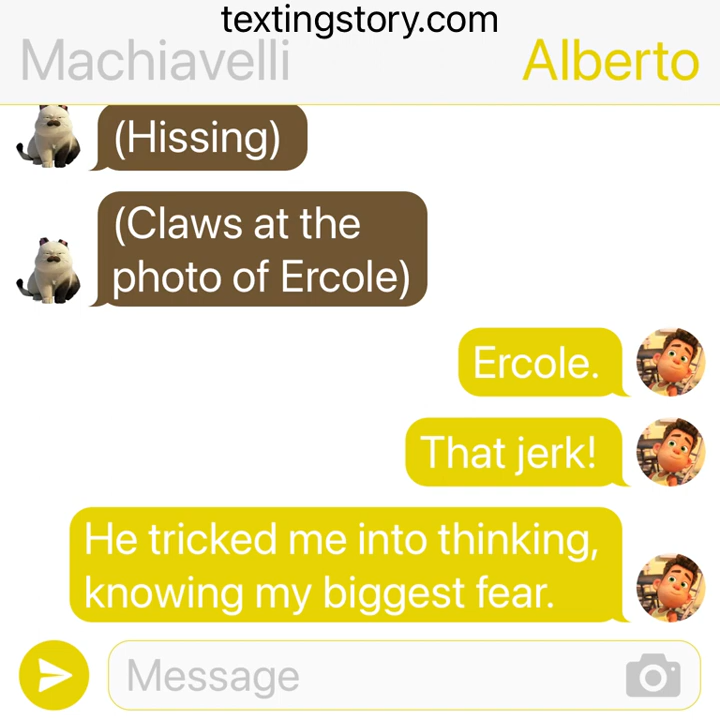 textingstory.com
Machiavelli
Alberto
(Hissing)
(Claws at the
photo of Ercole)
Ercole.
That jerk!
He tricked me into thinking,
knowing my biggest fear.
Message